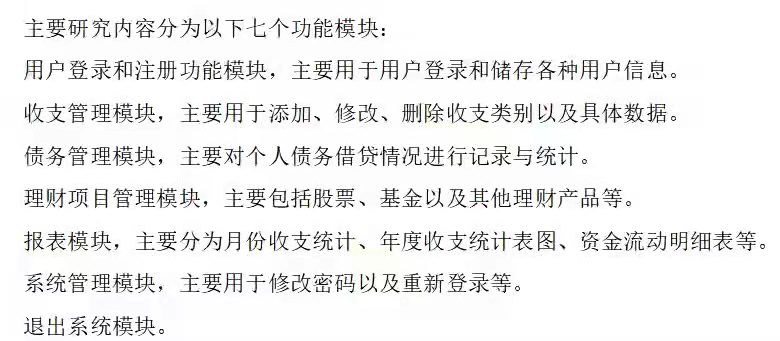 主要研究内容分为以下七个功能模块：
用户登录和注册功能模块，主要用于用户登录和储存各种用户信息。
收支管理模块，主要用于添加、修改、删除收支类别以及具体数据。
债务管理模块，主要对个人债务借贷情况进行记录与统计。
理财项目管理模块，主要包括股票、基金以及其他理财产品等。
报表模块，主要分为月份收支统计、年度收支统计表图、资金流动明细表等。
系统管理模块，主要用于修改密码以及重新登录等。
退出系统模块。